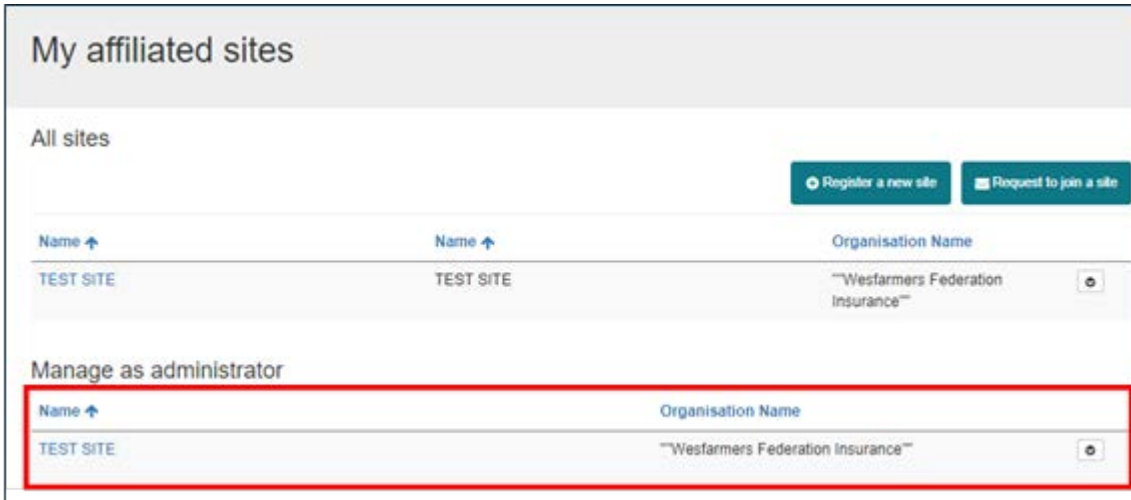 My affiliated sites
All sites
Register a new site Request to join a site
Name Name Organisation Name
TEST SITE TEST SITE ""Wesfarmers Federation
Insurance""
Manage as administrator
Name Organisation Name
TEST SITE ""Wesfarmers Federation Insurance""